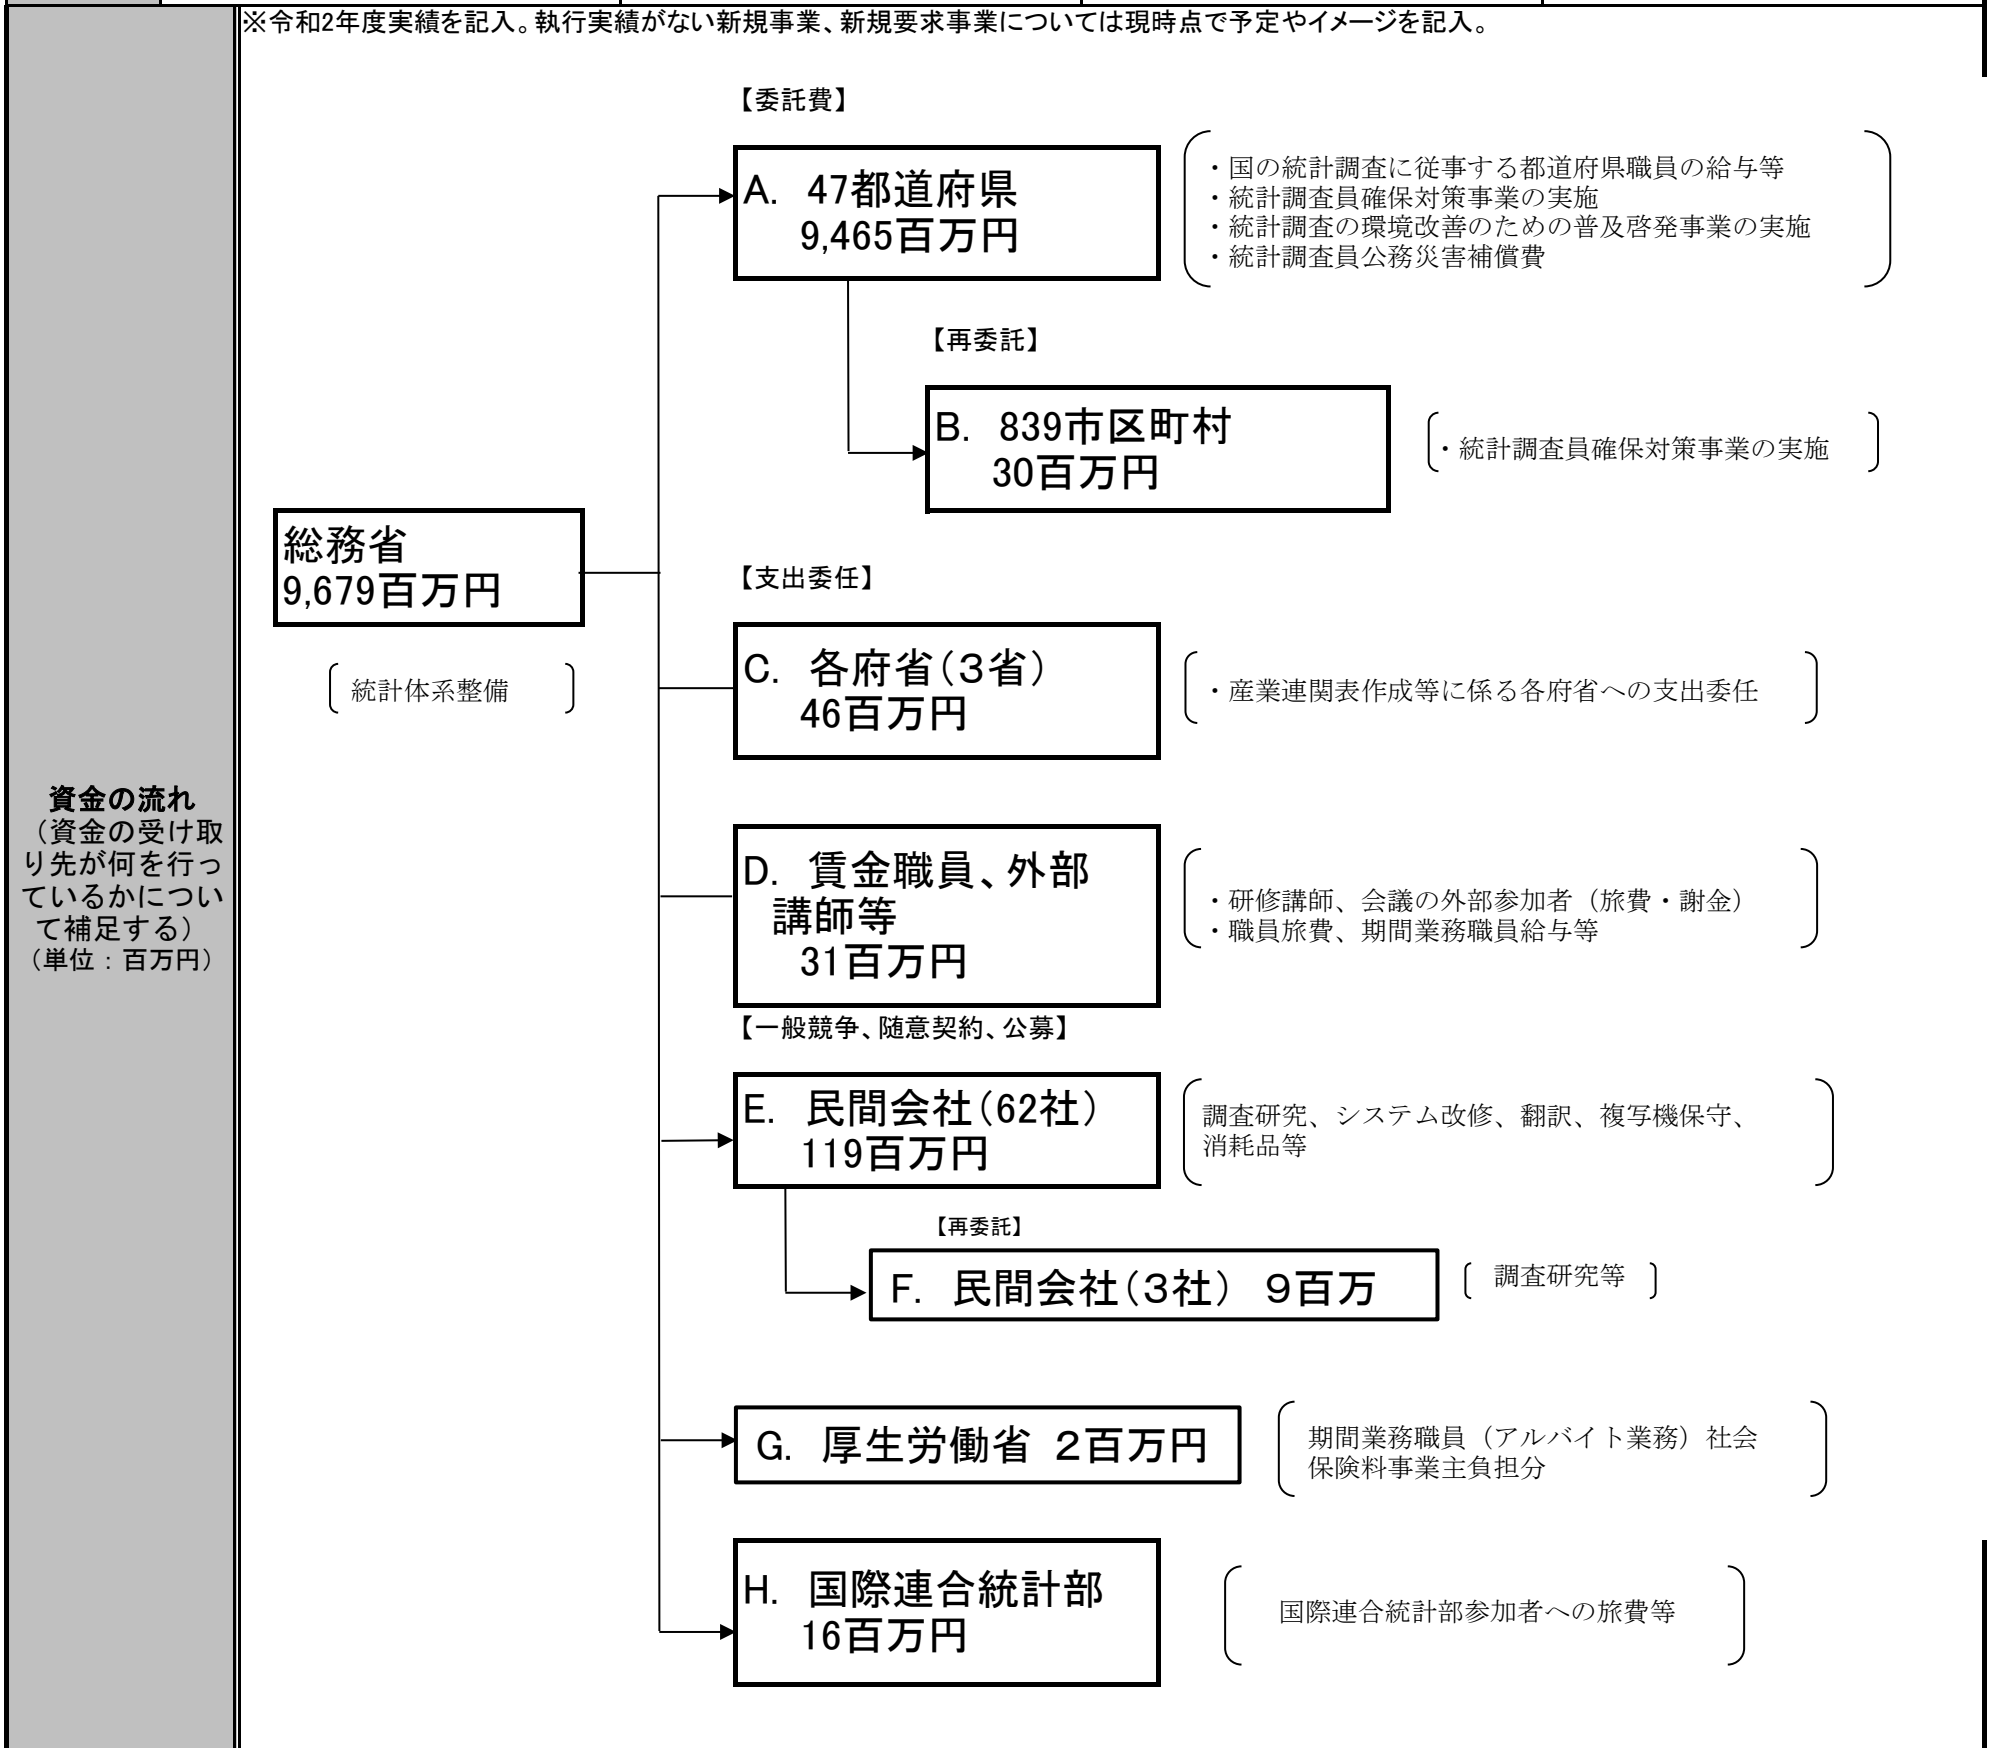 ※令和2年度実績を記入。執行実績がない新規事業、新規要求事業については現時点で予定やイメージを記入。
資金の流れ
（資金の受け取
り先が何を行っ
ているかについ
て補足する）
（単位：百万円）
総務省
9,679百万円
統計体系整備
【委託費】
A. 47都道府県
9,465百万円
・国の統計調査に従事する都道府県職員の給与等
・統計調査員確保対策事業の実施
・統計調査の環境改善のための普及啓発事業の実施
・統計調査員公務災害補償費
【再委託】
B. 839市区町村
30百万円
・統計調査員確保対策事業の実施
【支出委任】
C. 各府省（3省）
46百万円
・産業連関表作成等に係る各府省への支出委任
D. 賃金職員、外部
講師等
31百万円
・研修講師、会議の外部参加者（旅費・謝金）
・職員旅費、期間業務職員給与等
【一般競争、随意契約、公募】
E. 民間会社（62社）
119百万円
調査研究、システム改修、翻訳、複写機保守、
消耗品等
【再委託】
F. 民間会社（3社） 9百万
調査研究等
G. 厚生労働省 2百万円
期間業務職員（アルバイト業務）社会
保険料事業主負担分
H. 国際連合統計部
16百万円
国際連合統計部参加者への旅費等